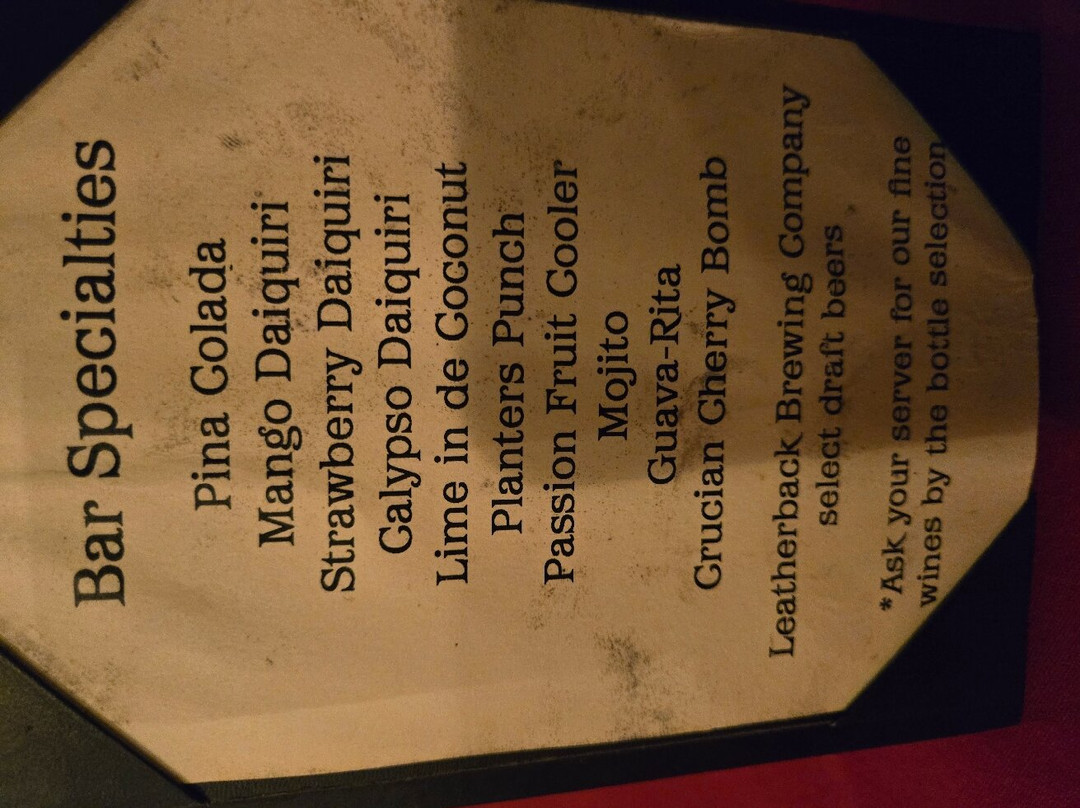 Bar Specialties
Pina Colada
Mango Daiquiri
Strawberry Daiquiri
Calypso Daiquiri
Lime in de Coconut
Planters Punch
Passion Fruit Cooler
Mojito
Guava-Rita
Crucian Cherry Bomb
Leatherback Brewing Company
select draft beers
*Ask your server for our fine
wines by the bottle selection